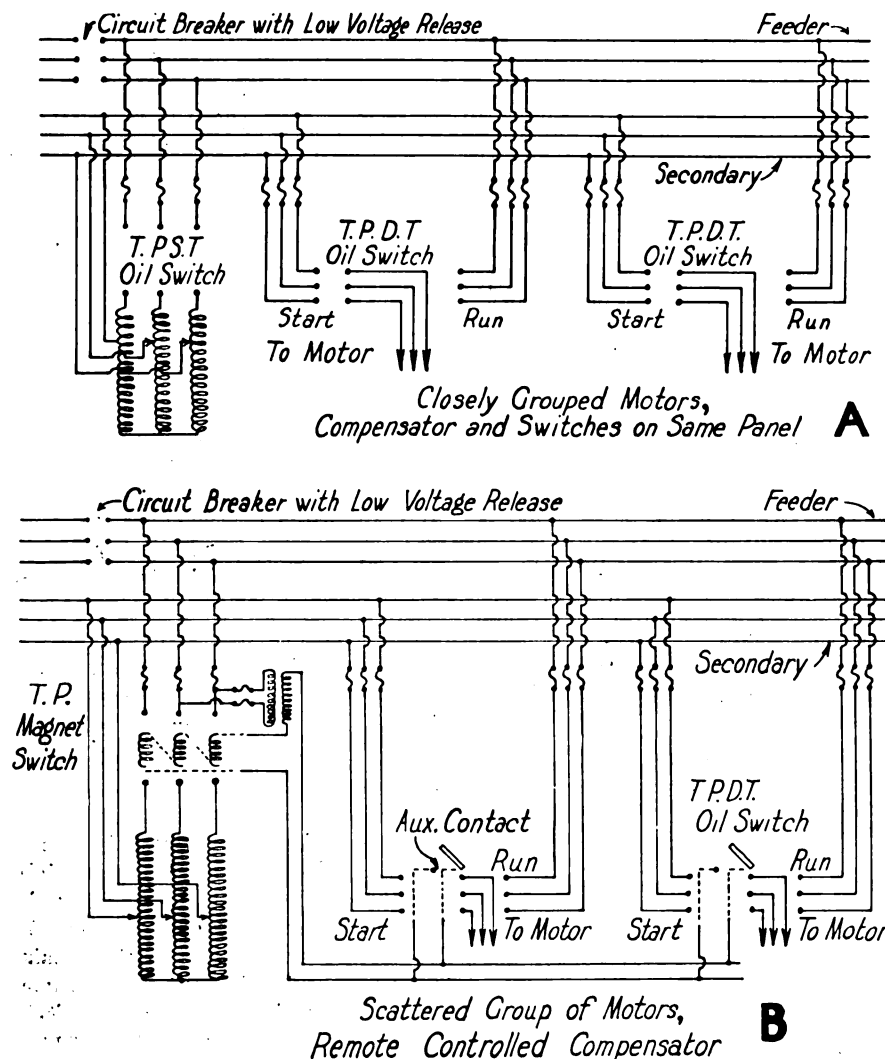 Circuit Breaker with Low Voltage Release
Feeder
Secondary
T.P.S.T
Oil Switch
T.P.D.T
Oil Switch
T.P.D.T.
Oil Switch
Start
Run
Start
Run
To Motor
To Motor
Closely Grouped Motors,
Compensator and Switches on Same Panel
A
Circuit Breaker with Low Voltage Release
Feeder
Secondary
T.P.
Magnet
Switch
T.P.D.T.
Oil Switch
Aux. Contact
Run
Run
Start
To Motor
Start
To Motor
Scattered Group of Motors,
Remote Controlled Compensator
B